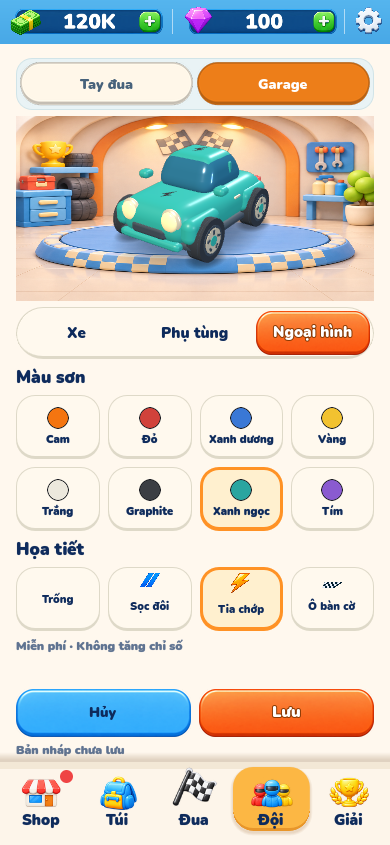 120K
100
Tay đua
Garage
Xe
Phụ tùng
Ngoại hình
Màu sơn
Cam
Đỏ
Xanh dương
Vàng
Trắng
Graphite
Xanh ngọc
Tím
Họa tiết
Trống
Sọc đôi
Tia chớp
Ô bàn cờ
Miễn phí · Không tăng chỉ số
Hủy
Lưu
Bản nháp chưa lưu
Shop
Túi
Đua
Đội
Giải